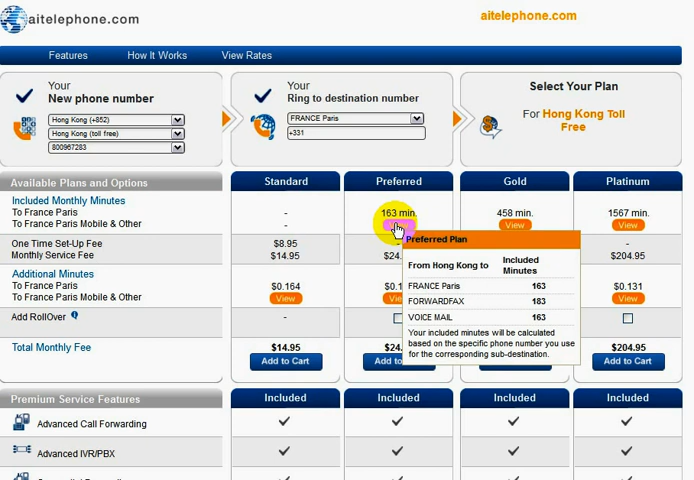 aitelephone.com
aitelephone.com
Features How It Works View Rates
Your
New phone number
Hong Kong (+852)
Hong Kong (toll free)
800967283
Your
Ring to destination number
FRANCE Paris
+331
Select Your Plan
For Hong Kong Toll
Free
Available Plans and Options Standard Preferred Gold Platinum
Included Monthly Minutes
To France Paris - 163 min. 458 min. 1567 min.
To France Paris Mobile & Other - View View
One Time Set-Up Fee $8.95 - -
Monthly Service Fee $14.95 $24. $204.95
Additional Minutes
To France Paris $0.164 $0.1 $0.131
To France Paris Mobile & Other View View View
Add RollOver -
Total Monthly Fee $14.95 $24. $204.95
Add to Cart Add to Add to Cart
Preferred Plan
From Hong Kong to Included
Minutes
FRANCE Paris 163
FORWARDFAX 183
VOICE MAIL 163
Your included minutes will be calculated
based on the specific phone number you use
for the corresponding sub-destination.
Premium Service Features Included Included Included Included
Advanced Call Forwarding
Advanced IVR/PBX